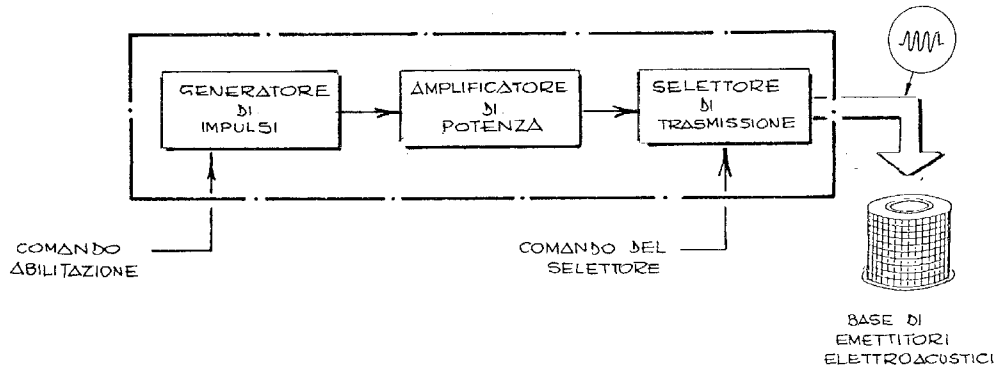 GENERATORE
DI
IMPULSI
AMPLIFICATORE
DI
POTENZA
SELETTORE
DI
TRASMISSIONE
COMANDO
ABILITAZIONE
COMANDO DEL
SELETTORE
BASE DI
EMETTITORI
ELETTROACUSTICI